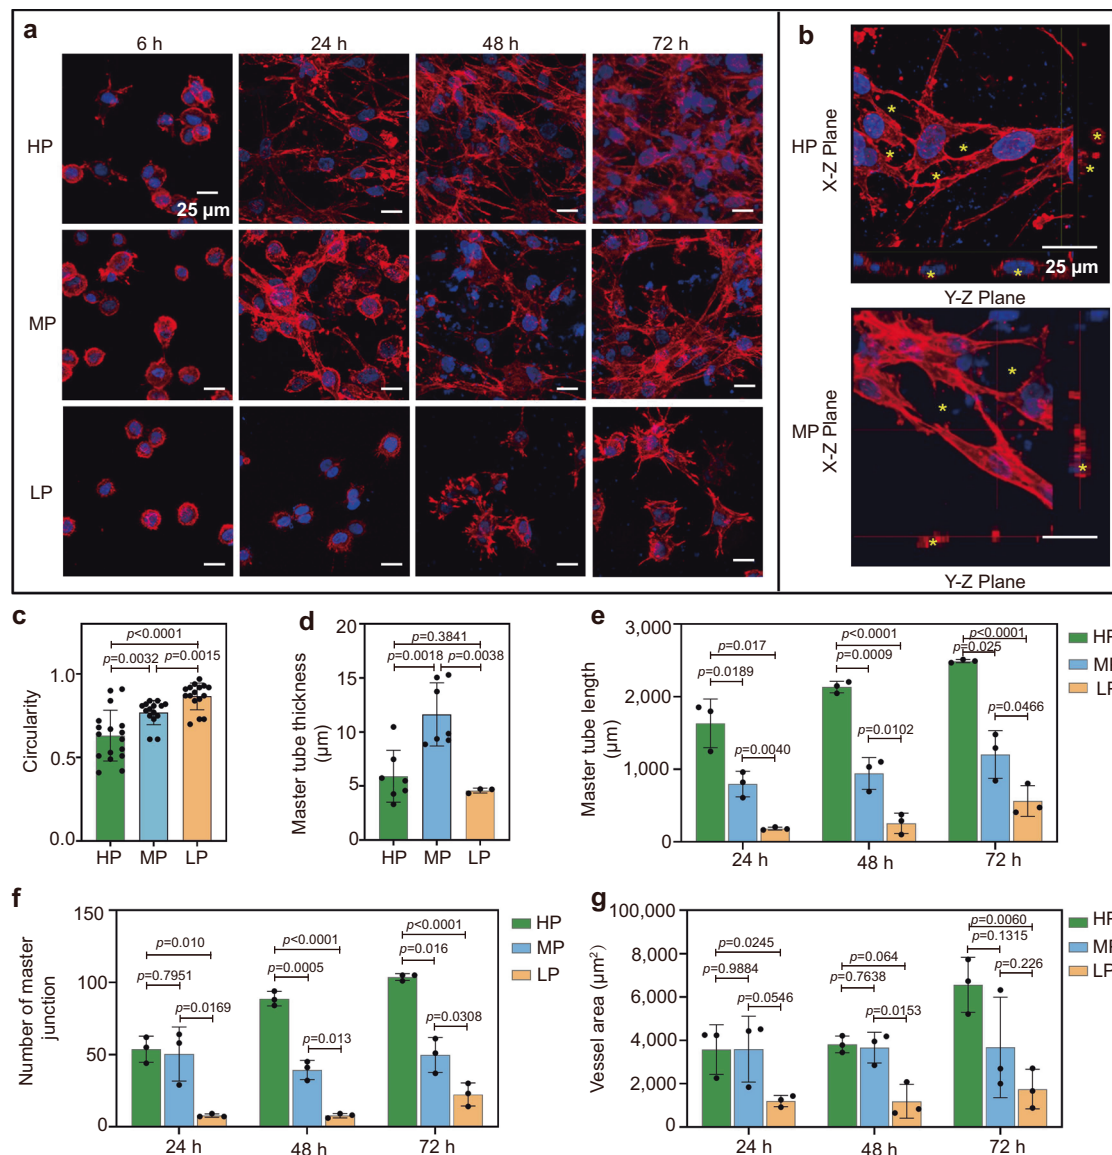 a
6 h 24 h 48 h 72 h
HP
25 µm
MP
LP
b
HP
X-Z Plane
25 µm
Y-Z Plane
MP
X-Z Plane
Y-Z Plane
c
Circularity
p<0.0001
p=0.0032 p=0.0015
1.0
0.5
0.0
HP MP LP
d
Master tube thickness
(µm)
20
15
10
5
0
p=0.3841
p=0.0018 p=0.0038
HP MP LP
e
Master tube length
(µm)
3,000
2,000
1,000
0
p=0.017
p=0.0189
p=0.0040
p<0.0001
p=0.0009
p=0.0102
p<0.0001
p=0.025
p=0.0466
24 h 48 h 72 h
LP
f
Number of master
junction
150
100
50
0
p=0.010
p=0.7951
p=0.0169
p<0.0001
p=0.0005
p=0.013
p<0.0001
p=0.016
p=0.0308
24 h 48 h 72 h
HP
MP
LP
g
Vessel area (µm²)
10,000
8,000
6,000
4,000
2,000
0
p=0.0245
p=0.9884
p=0.0546
p=0.064
p=0.7638
p=0.0153
p=0.0060
p=0.1315
p=0.226
24 h 48 h 72 h
LP